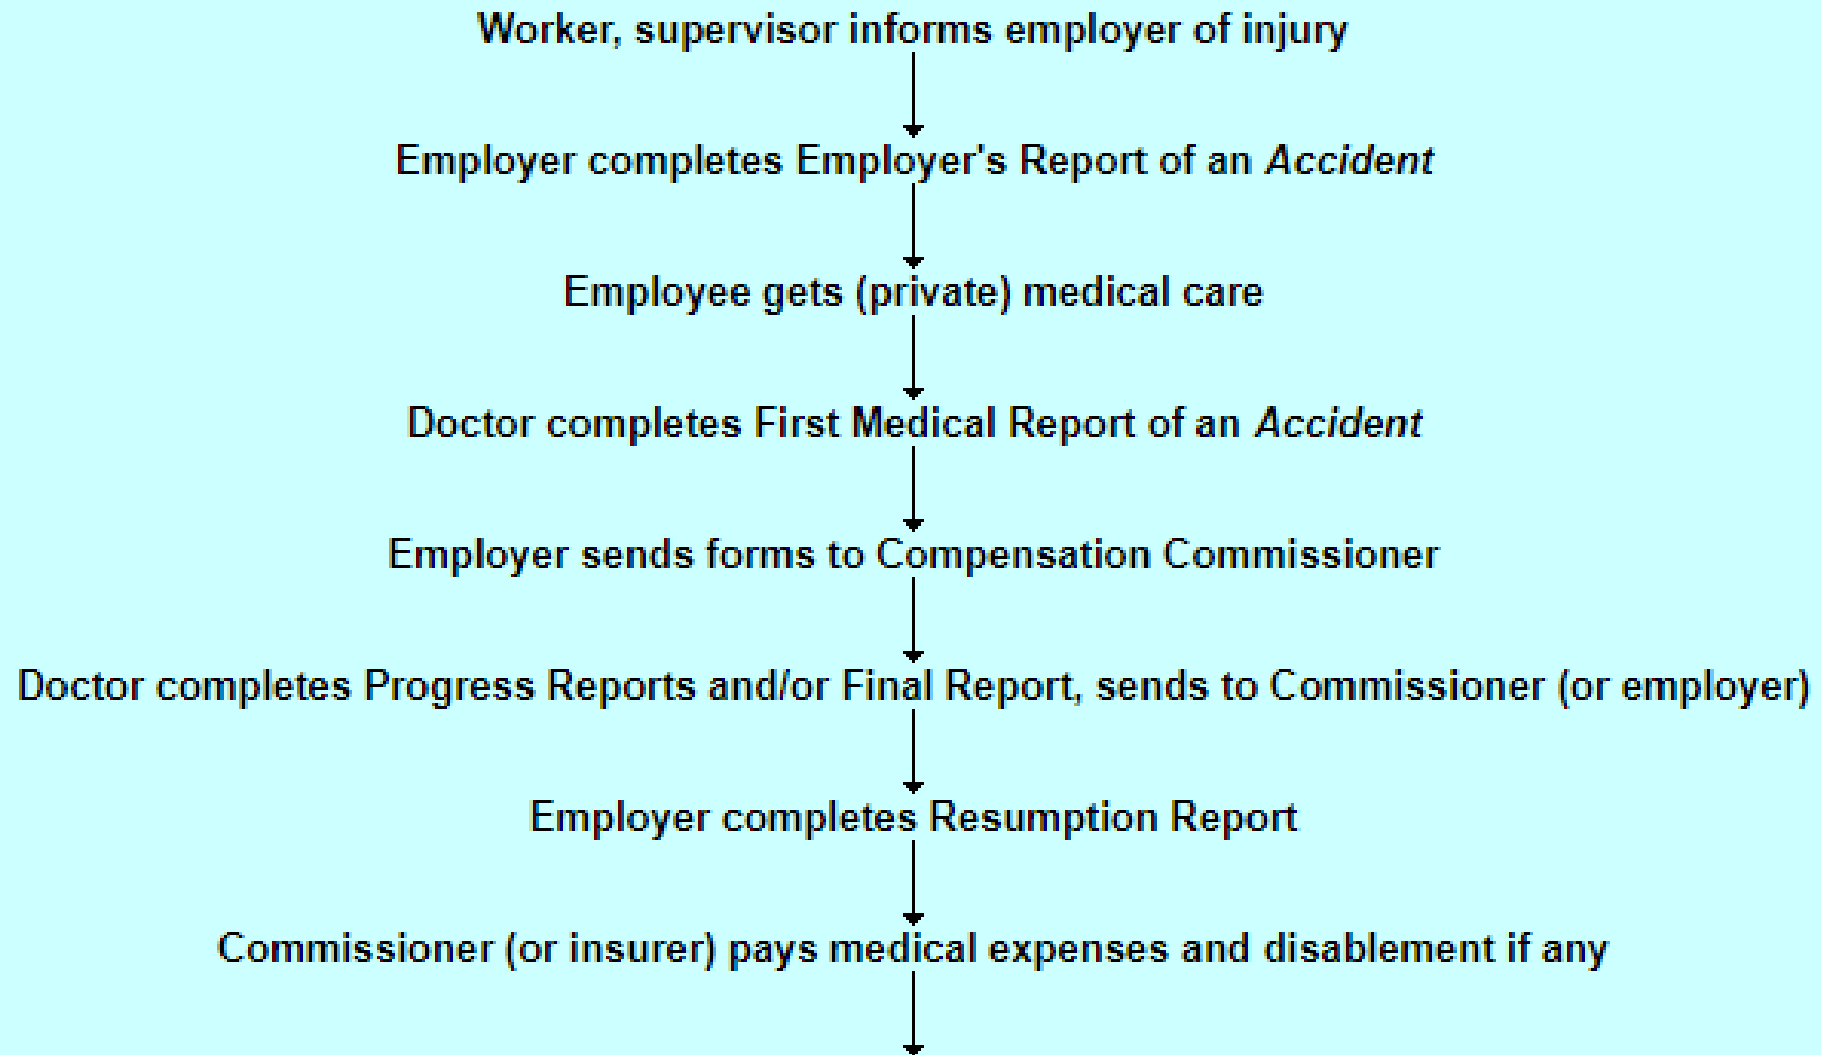 Worker, supervisor informs employer of injury
Employer completes Employer's Report of an Accident
Employee gets (private) medical care
Doctor completes First Medical Report of an Accident
Employer sends forms to Compensation Commissioner
Doctor completes Progress Reports and/or Final Report, sends to Commissioner (or employer)
Employer completes Resumption Report
Commissioner (or insurer) pays medical expenses and disablement if any